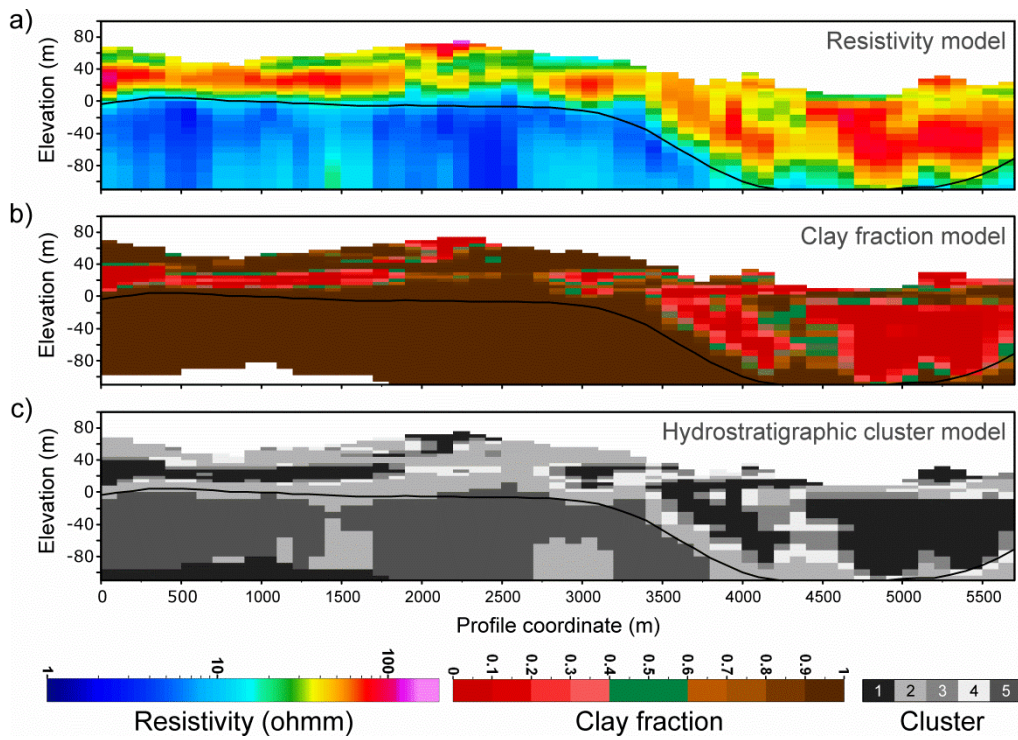 a)
80
40
0
-40
-80
Elevation (m)
Resistivity model
b)
80
40
0
-40
-80
Elevation (m)
Clay fraction model
c)
80
40
0
-40
-80
Elevation (m)
Hydrostratigraphic cluster model
0 500 1000 1500 2000 2500 3000 3500 4000 4500 5000 5500
Profile coordinate (m)
1 10 100
Resistivity (ohmm)
0 0.1 0.2 0.3 0.4 0.5 0.6 0.7 0.8 0.9 1
Clay fraction
1 2 3 4 5
Cluster